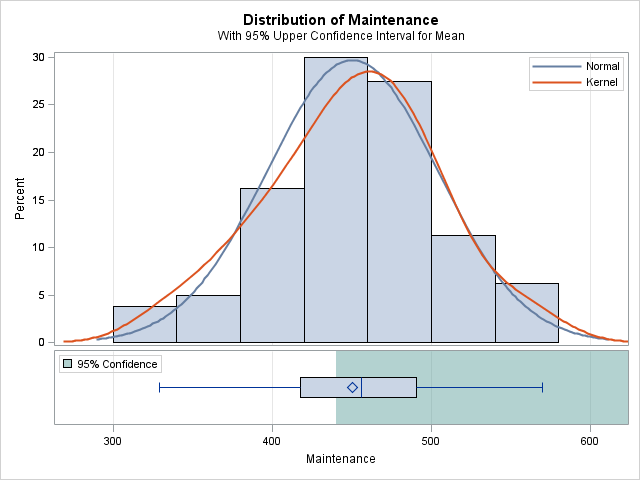 Distribution of Maintenance
With 95% Upper Confidence Interval for Mean
30
25
20
15
10
5
0
Percent
Normal
Kernel
95% Confidence
300 400 500 600
Maintenance